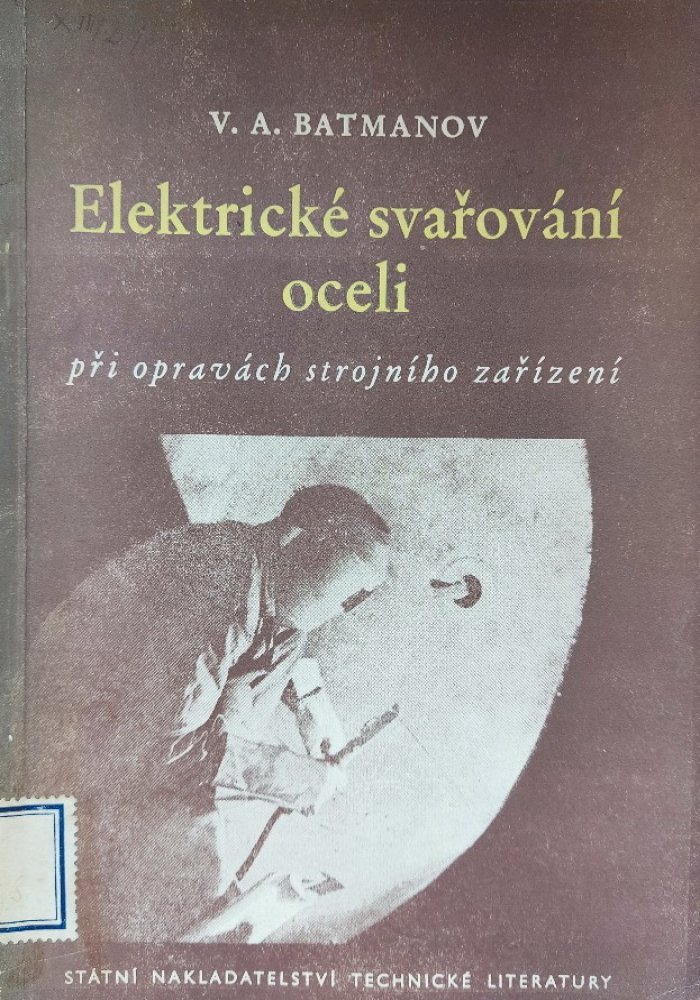 V. A. BATMANOV
Elektrické svařování
oceli
při opravách strojního zařízení
STÁTNÍ NAKLADATELSTVÍ TECHNICKÉ LITERATURY